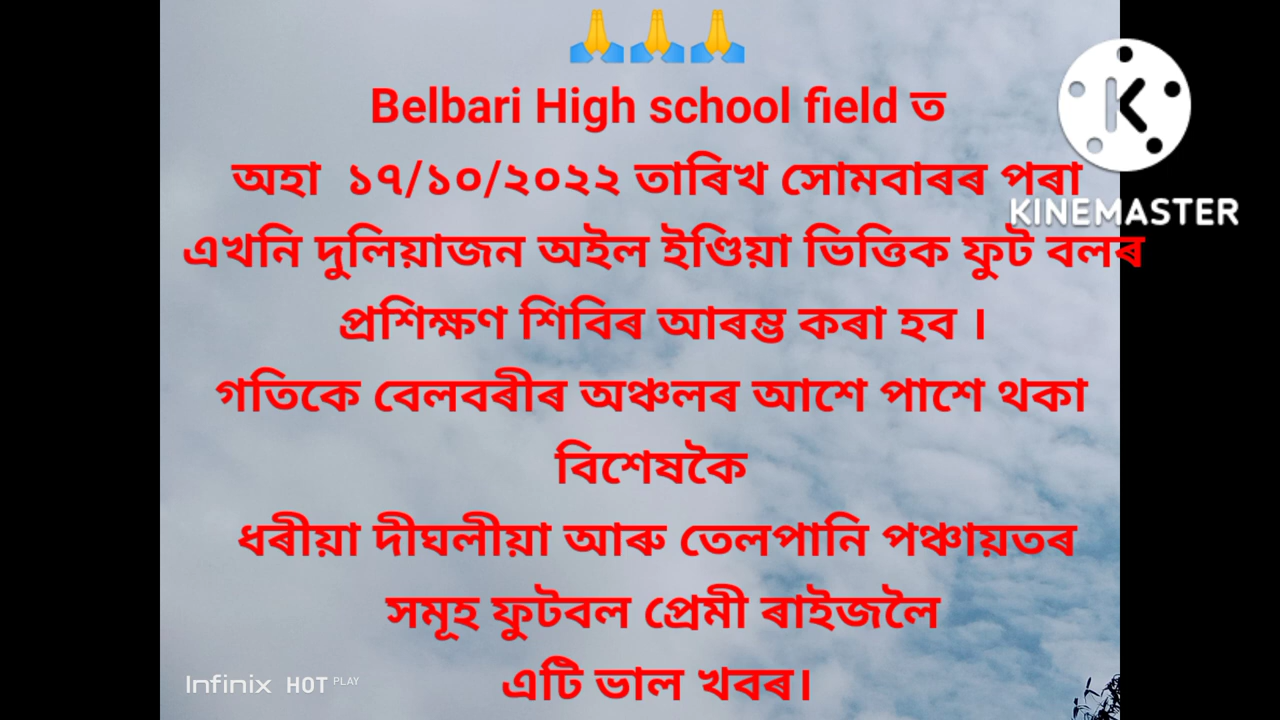 🙏🙏🙏
Belbari High school field ত
অহা ১৭/১০/২০২২ তাৰিখ সোমবাৰৰ পৰা
এখনি দুলিয়াজন অইল ইণ্ডিয়া ভিত্তিক ফুট বলৰ
প্ৰশিক্ষণ শিবিৰ আৰম্ভ কৰা হব ।
গতিকে বেলবৰীৰ অঞ্চলৰ আশে পাশে থকা
বিশেষকৈ
ধৰীয়া দীঘলীয়া আৰু তেলপানি পঞ্চায়তৰ
সমূহ ফুটবল প্ৰেমী ৰাইজলৈ
এটি ভাল খবৰ।
KINEMASTER
Infinix HOT PLAY